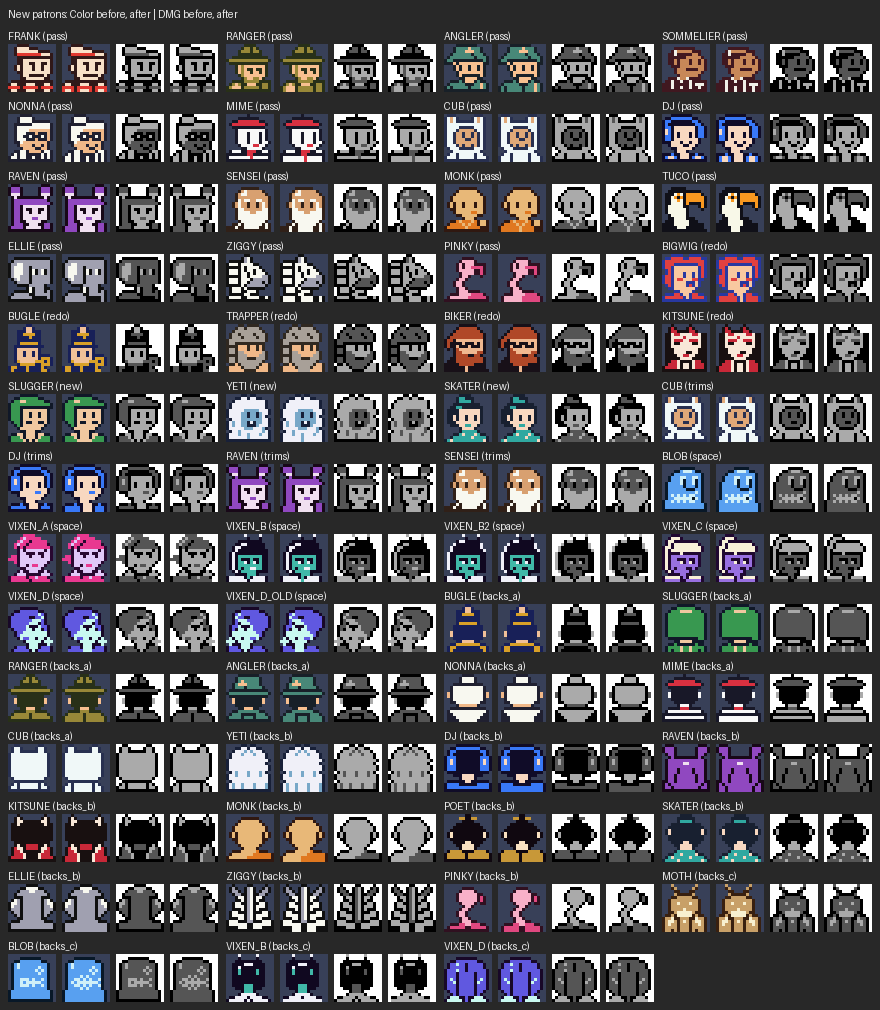 New patrons: Color before, after | DMG before, after
FRANK (pass) RANGER (pass) ANGLER (pass) SOMMELIER (pass)
NONNA (pass) MIME (pass) CUB (pass) DJ (pass)
RAVEN (pass) SENSEI (pass) MONK (pass) TUCO (pass)
ELLIE (pass) ZIGGY (pass) PINKY (pass) BIGWIG (redo)
BUGLE (redo) TRAPPER (redo) BIKER (redo) KITSUNE (redo)
SLUGGER (new) YETI (new) SKATER (new) CUB (trims)
DJ (trims) RAVEN (trims) SENSEI (trims) BLOB (space)
VIXEN_A (space) VIXEN_B (space) VIXEN_B2 (space) VIXEN_C (space)
VIXEN_D (space) VIXEN_D_OLD (space) BUGLE (backs_a) SLUGGER (backs_a)
RANGER (backs_a) ANGLER (backs_a) NONNA (backs_a) MIME (backs_a)
CUB (backs_a) YETI (backs_b) DJ (backs_b) RAVEN (backs_b)
KITSUNE (backs_b) MONK (backs_b) POET (backs_b) SKATER (backs_b)
ELLIE (backs_b) ZIGGY (backs_b) PINKY (backs_b) MOTH (backs_c)
BLOB (backs_c) VIXEN_B (backs_c) VIXEN_D (backs_c)